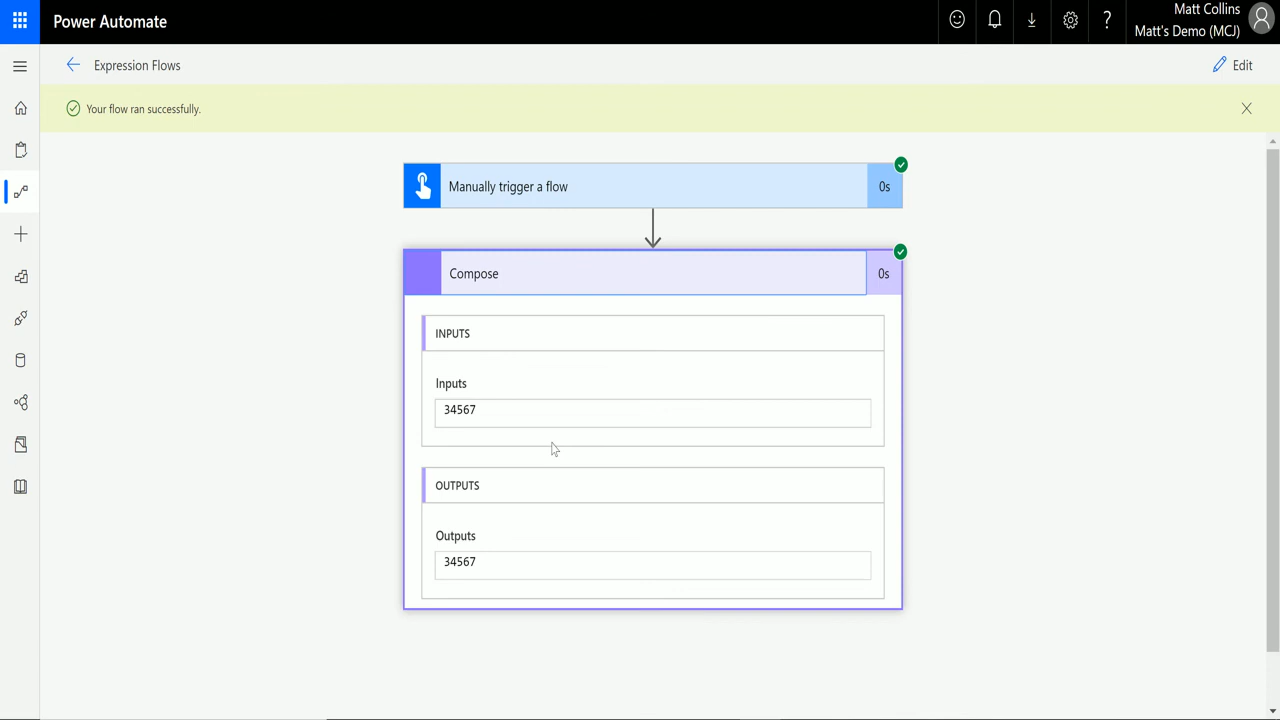 Power Automate
Matt Collins
Matt's Demo (MCJ)
?
Expression Flows
Edit
Your flow ran successfully.
Manually trigger a flow
0s
Compose
0s
INPUTS
Inputs
34567
OUTPUTS
Outputs
34567